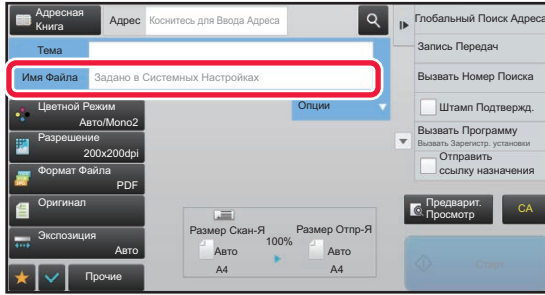 Адресная
Книга
Адрес
Коснитесь для Ввода Адреса
Глобальный Поиск Адреса
Тема
Запись Передач
Имя Файла
Задано в Системных Настройках
Вызвать Номер Поиска
Цветной Режим
Авто/Mono2
Опции
Штамп Подтвержд.
Разрешение
200x200dpi
Вызвать Программу
Вызвать Зарегистр. установки
Формат Файла
PDF
Отправить
ссылку назначения
Оригинал
Предварит.
Просмотр
CA
Экспозиция
Авто
Размер Скан-Я
100%
Размер Отпр-Я
Авто
A4
Авто
A4
Прочие
Старт